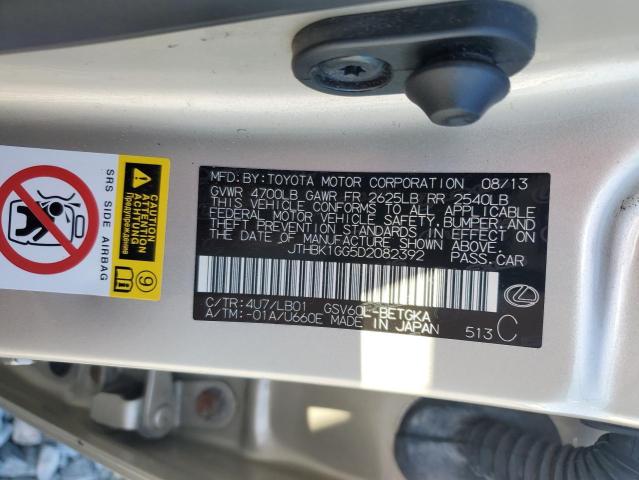 MFD. BY: TOYOTA MOTOR CORPORATION 08/13
GVWR 4700LB GAWR FR 2625LB RR 2540LB
THIS VEHICLE CONFORMS TO ALL APPLICABLE
FEDERAL MOTOR VEHICLE SAFETY, BUMPER, AND
THEFT PREVENTION STANDARDS IN EFFECT ON
THE DATE OF MANUFACTURE SHOWN ABOVE.
JTHBK1GG5D2082392 PASS.CAR
C/TR: 4U7/LB01 GSV60L-BETGKA
A/TM: -01A/U660E MADE IN JAPAN
513 C
CAUTION
ATTENTION
ACHTUNG
SRS SIDE AIRBAG
9